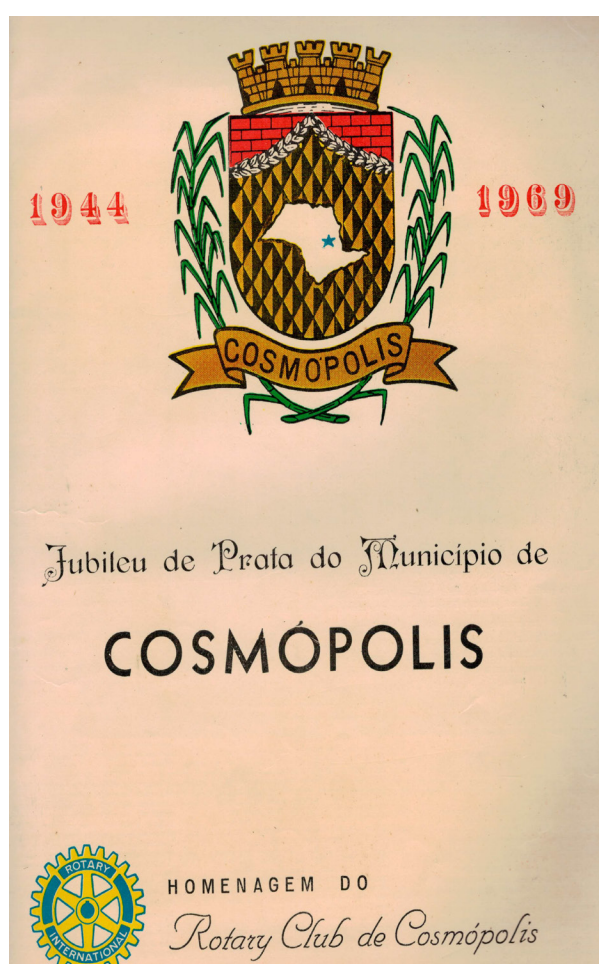 1944
1969
COSMÓPOLIS
Jubileu de Prata do Município de
COSMÓPOLIS
ROTARY
INTERNATIONAL
HOMENAGEM DO
Rotary Club de Cosmópolis